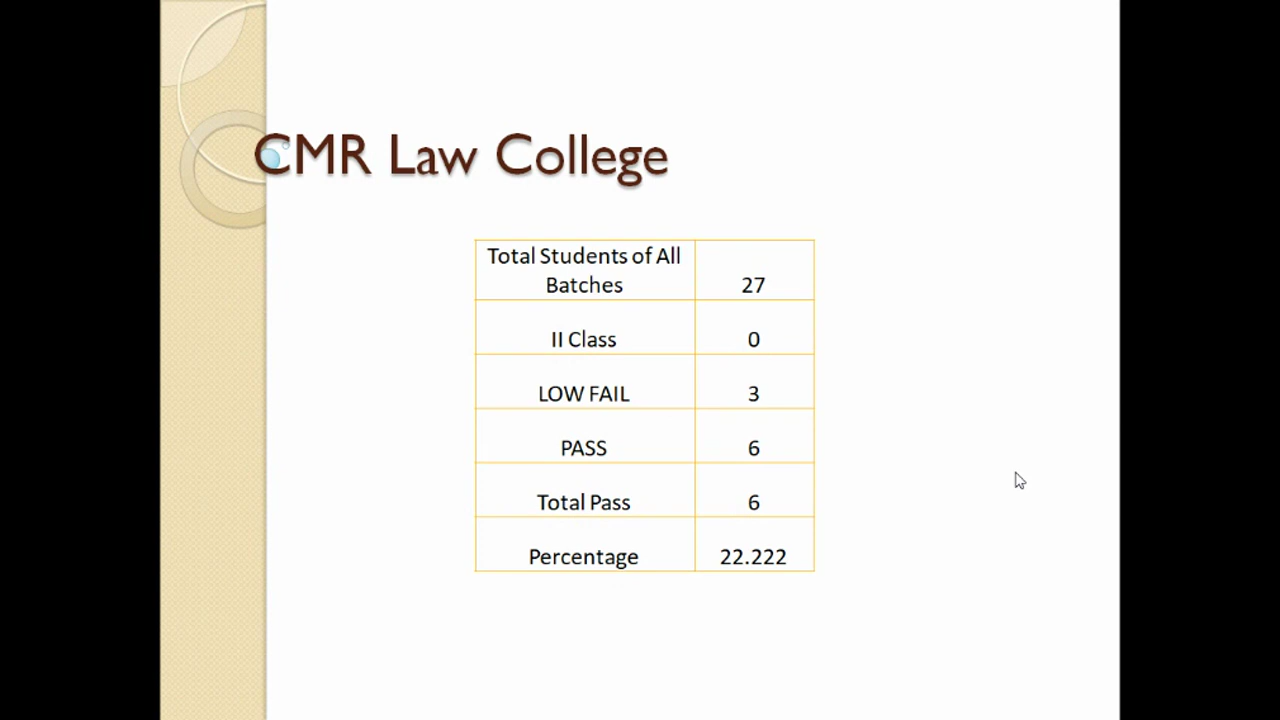 CMR Law College
Total Students of All
Batches 27
II Class 0
LOW FAIL 3
PASS 6
Total Pass 6
Percentage 22.222